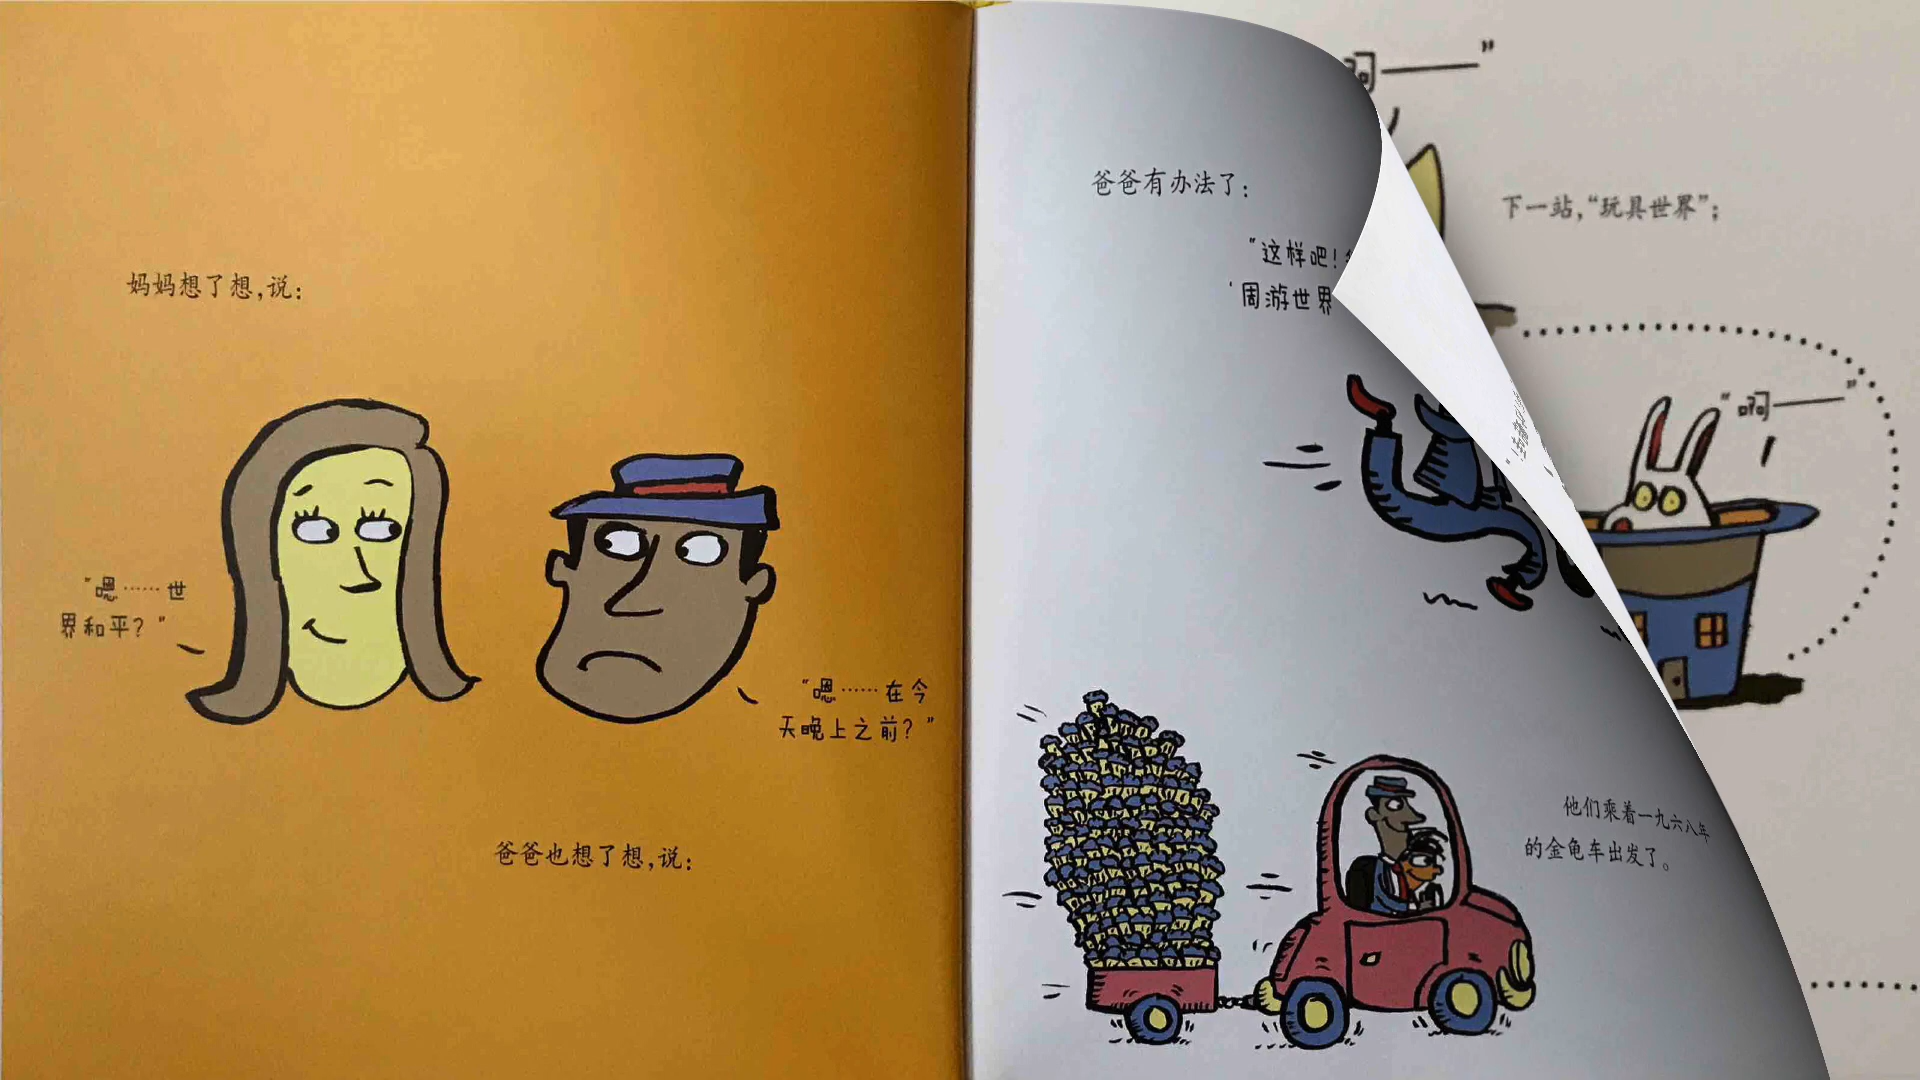 妈妈想了想,说:
"嗯……世
界和平?"
"嗯……在今
天晚上之前?"
爸爸也想了想,说:
爸爸有办法了:
"这样吧!
'周游世界
他们乘着一九六八年
的金龟车出发了。
啊——"
下一站,“玩具世界”;
"啊——"